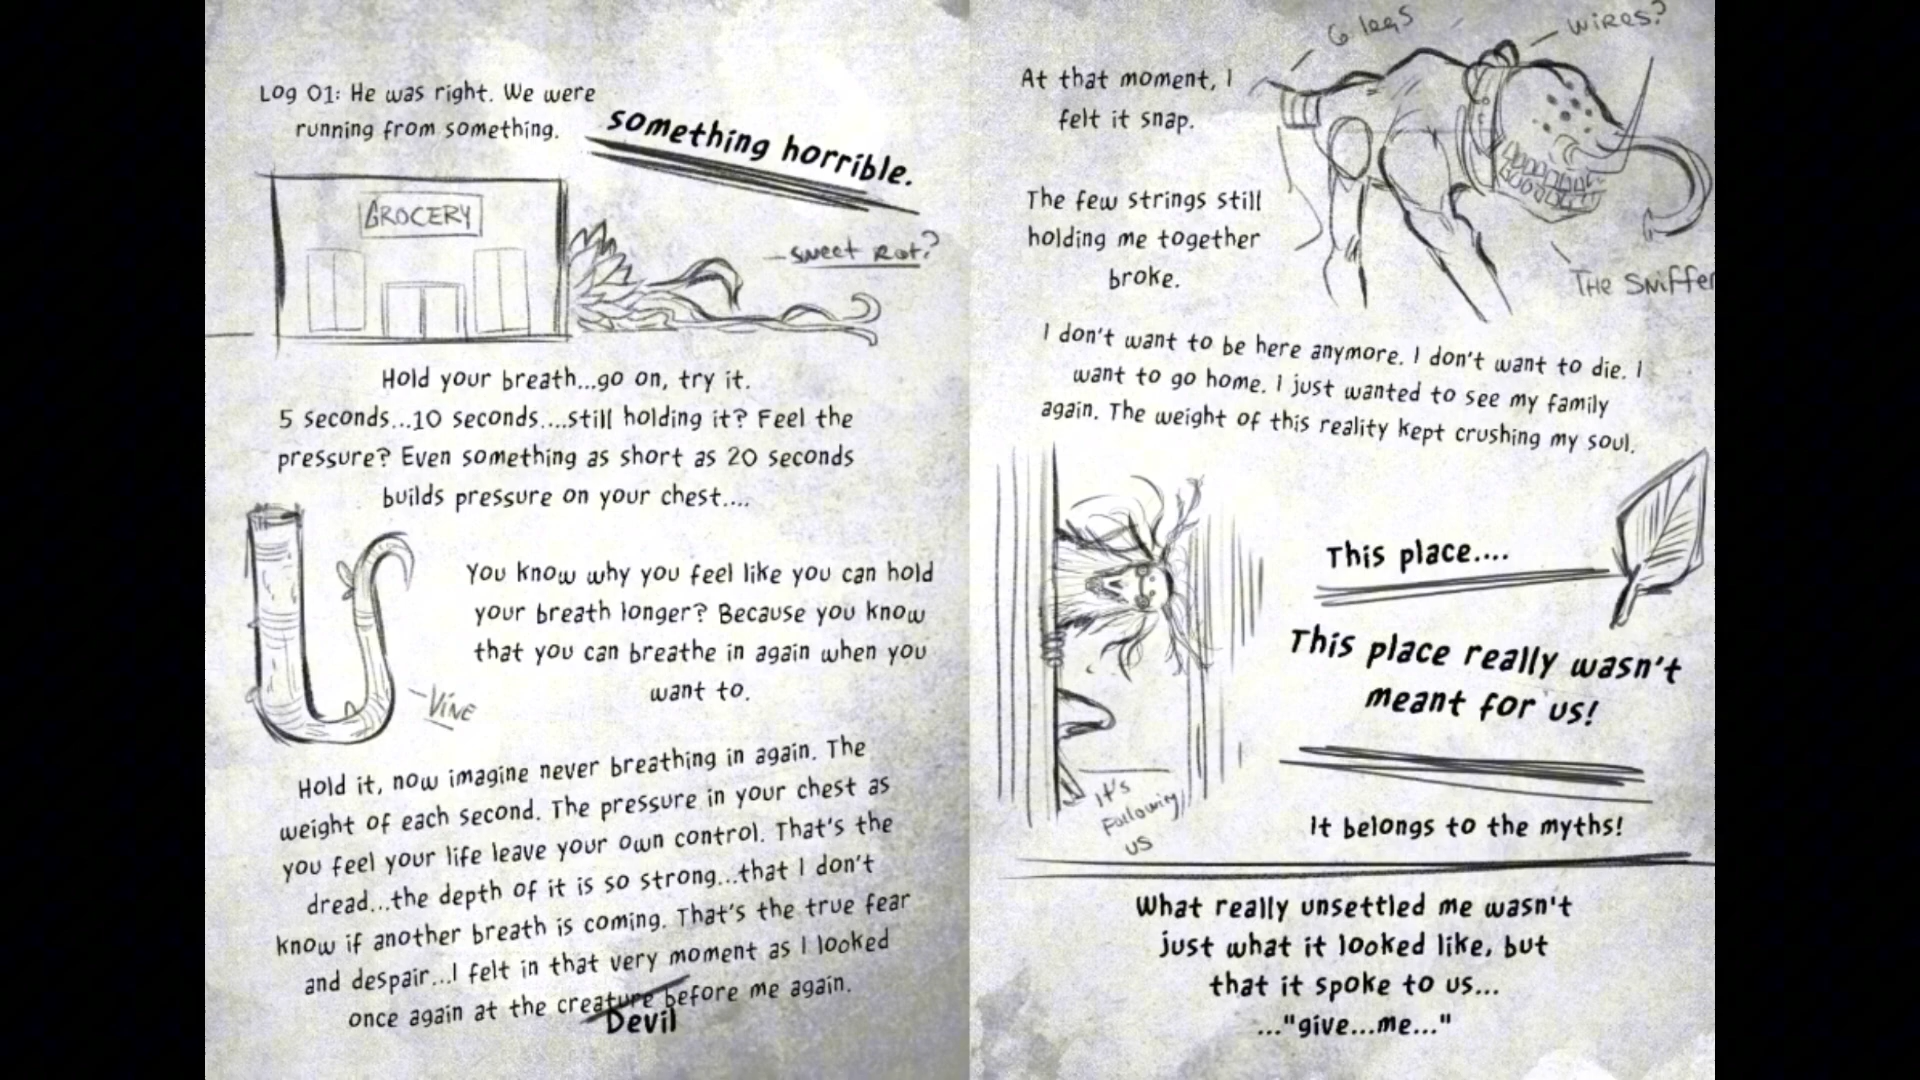 Log 01: He was right. We were
running from something.
something horrible.
GROCERY
sweet Rot?
Hold your breath...go on, try it.
5 seconds...10 seconds....still holding it? Feel the
pressure? Even something as short as 20 seconds
builds pressure on your chest....
You know why you feel like you can hold
your breath longer? Because you know
that you can breathe in again when you
want to.
Vine
Hold it, now imagine never breathing in again. The
weight of each second. The pressure in your chest as
you feel your life leave your own control. That's the
dread...the depth of it is so strong...that I don't
know if another breath is coming. That's the true fear
and despair...I felt in that very moment as I looked
once again at the creature before me again.
Devil
6 legs
wires?
At that moment, I
felt it snap.
The few strings still
holding me together
broke.
The Sniffer
I don't want to be here anymore. I don't want to die. I
want to go home. I just wanted to see my family
again. The weight of this reality kept crushing my soul.
This place....
This place really wasn't
meant for us!
It's
Following
us
It belongs to the myths!
What really unsettled me wasn't
just what it looked like, but
that it spoke to us...
..."give...me..."